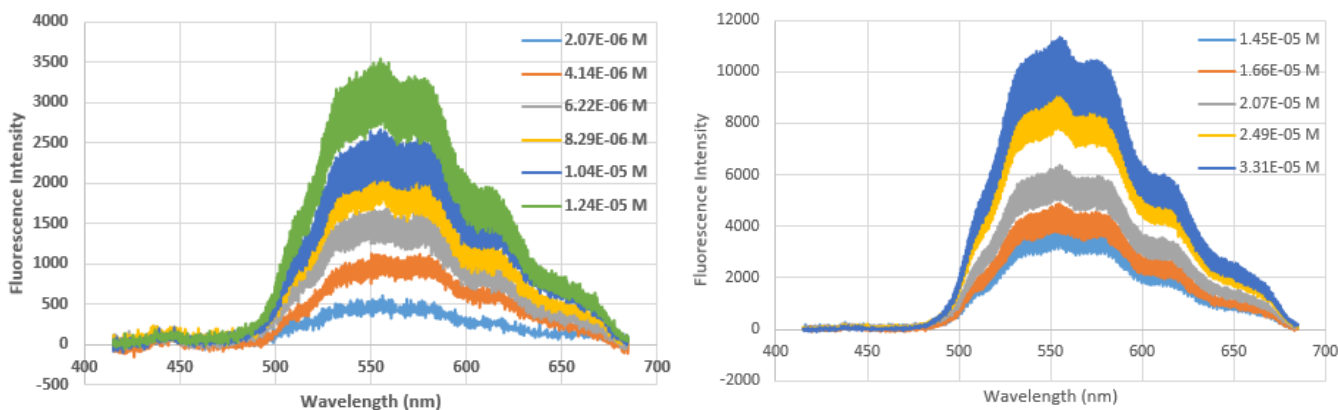 4000
3500
3000
2500
2000
1500
1000
500
0
-500
Fluorescence Intensity
400 450 500 550 600 650 700
Wavelength (nm)
2.07E-06 M
4.14E-06 M
6.22E-06 M
8.29E-06 M
1.04E-05 M
1.24E-05 M
12000
10000
8000
6000
4000
2000
0
-2000
Fluorescence Intensity
400 450 500 550 600 650 700
Wavelength (nm)
1.45E-05 M
1.66E-05 M
2.07E-05 M
2.49E-05 M
3.31E-05 M